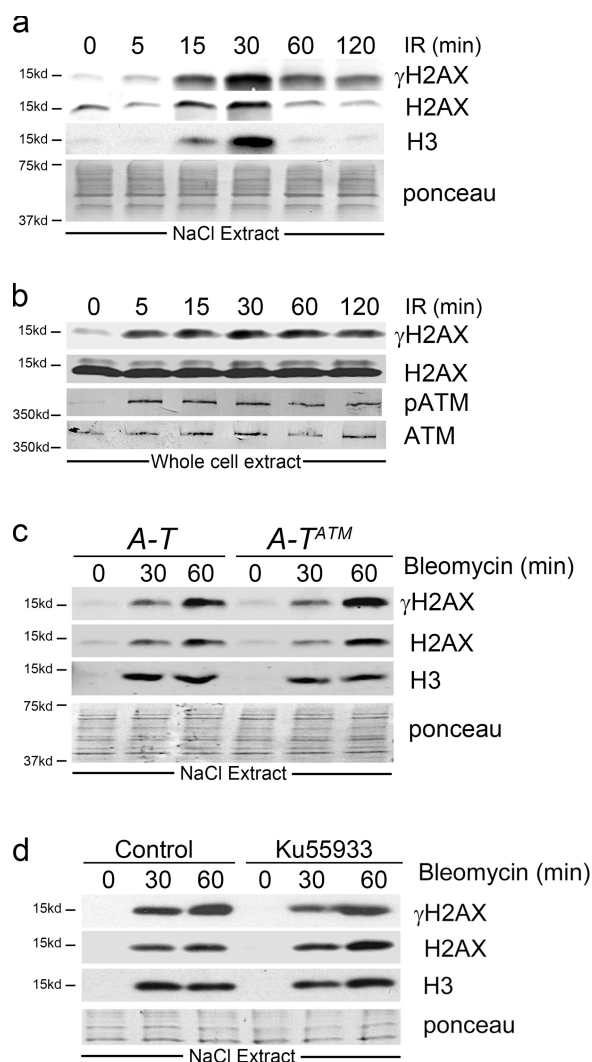 a
0 5 15 30 60 120 IR (min)
15kd γH2AX
15kd H2AX
15kd H3
75kd
ponceau
37kd
NaCl Extract
b
0 5 15 30 60 120 IR (min)
15kd γH2AX
15kd H2AX
pATM
350kd
ATM
350kd
Whole cell extract
c
A-T A-TATM
0 30 60 0 30 60 Bleomycin (min)
15kd γH2AX
15kd H2AX
15kd H3
75kd
ponceau
37kd
NaCl Extract
d
Control Ku55933
0 30 60 0 30 60 Bleomycin (min)
15kd γH2AX
15kd H2AX
15kd H3
ponceau
NaCl Extract